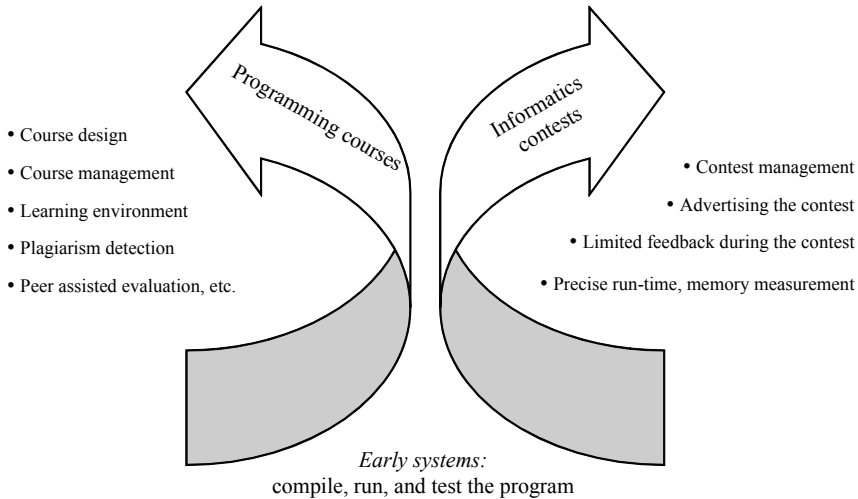 Programming courses
Informatics
contests
• Course design
• Course management
• Learning environment
• Plagiarism detection
• Peer assisted evaluation, etc.
• Contest management
• Advertising the contest
• Limited feedback during the contest
• Precise run-time, memory measurement
Early systems:
compile, run, and test the program